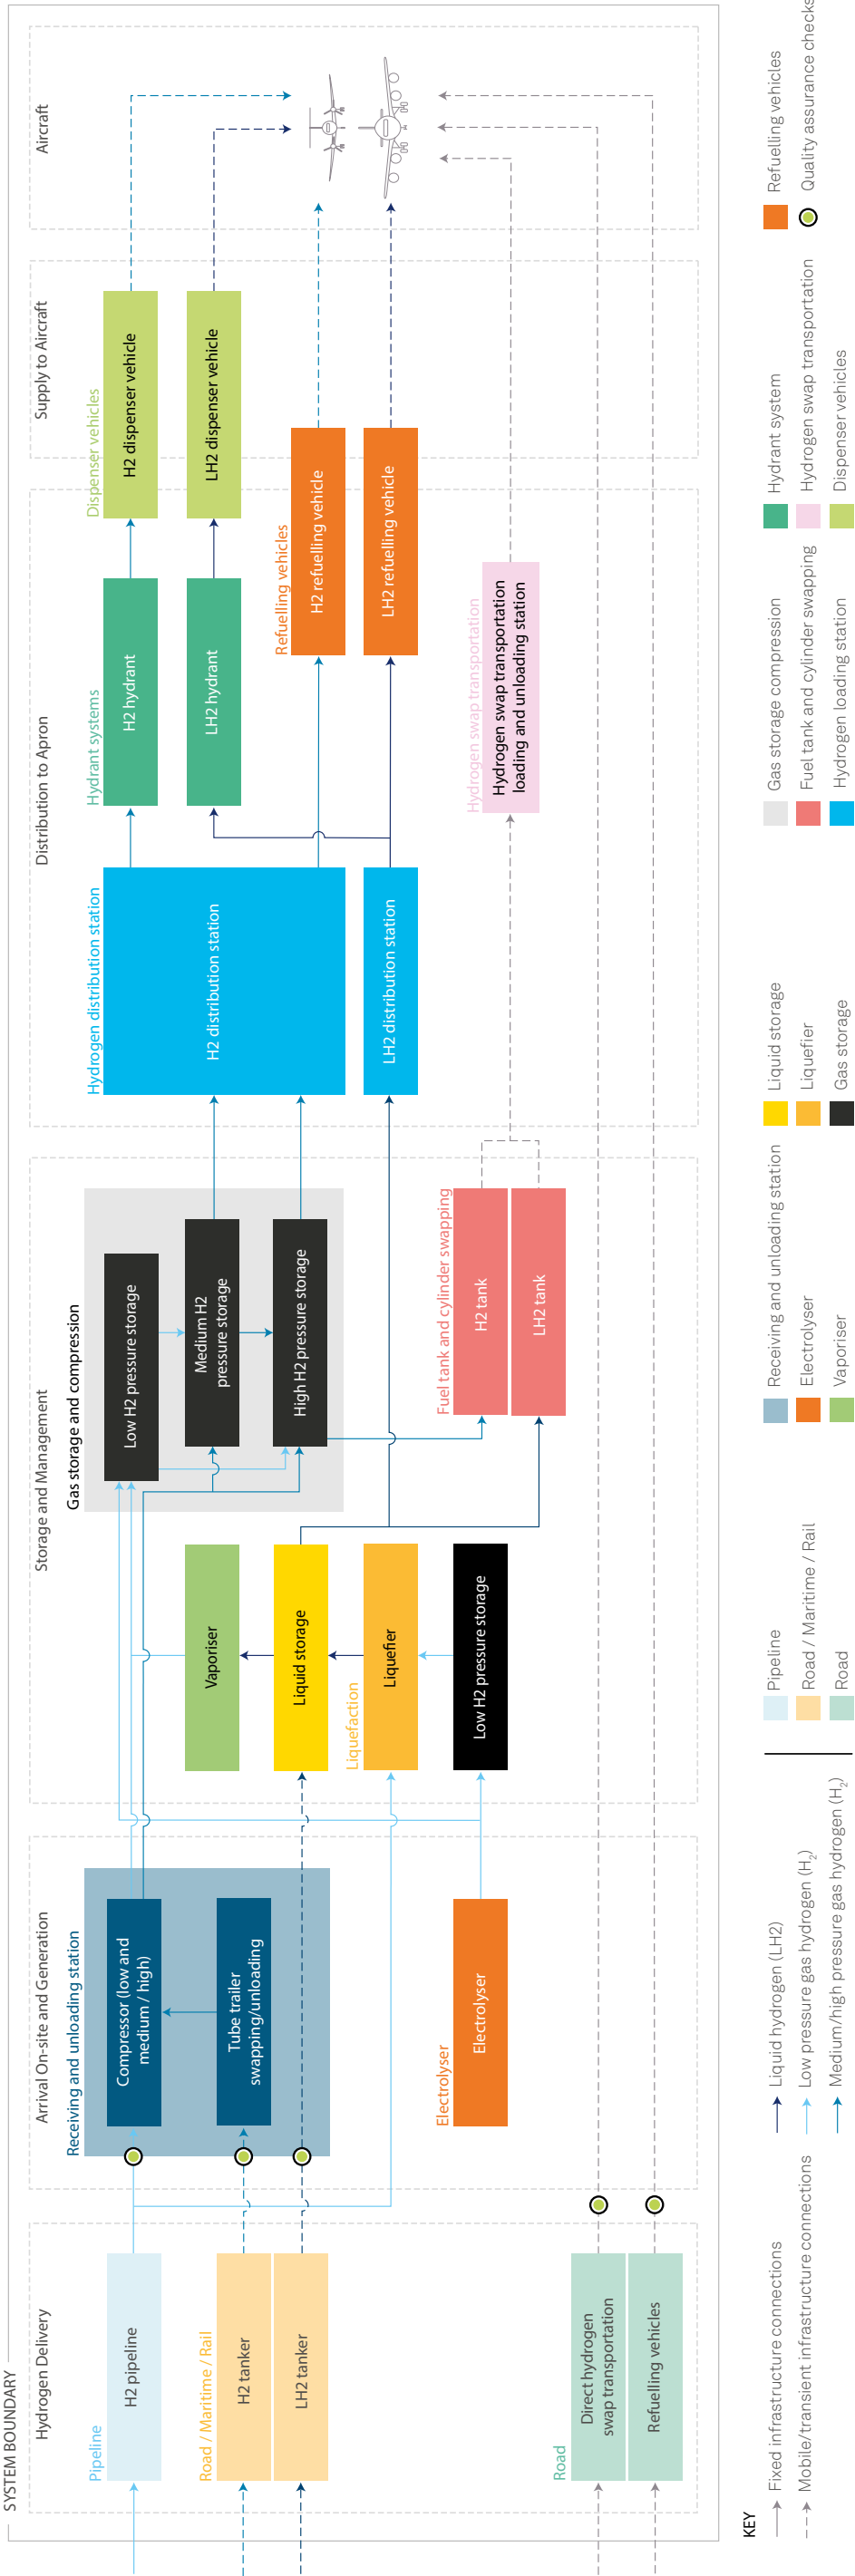 SYSTEM BOUNDARY
Hydrogen Delivery
Pipeline
H2 pipeline
Road / Maritime / Rail
H2 tanker
LH2 tanker
Road
Direct hydrogen
swap transportation
Refuelling vehicles
Arrival On-site and Generation
Receiving and unloading station
Compressor (low and
medium / high)
Tube trailer
swapping/unloading
Electrolyser
Electrolyser
Storage and Management
Gas storage and compression
Low H2 pressure storage
Medium H2
pressure storage
High H2 pressure storage
Vaporiser
Liquid storage
Liquefaction
Liquefier
Low H2 pressure storage
Fuel tank and cylinder swapping
H2 tank
LH2 tank
Distribution to Apron
Hydrogen distribution station
H2 distribution station
LH2 distribution station
Hydrant systems
H2 hydrant
LH2 hydrant
Refuelling vehicles
H2 refuelling vehicle
LH2 refuelling vehicle
Hydrogen swap transportation
Hydrogen swap transportation
loading and unloading station
Supply to Aircraft
Dispenser vehicles
H2 dispenser vehicle
LH2 dispenser vehicle
Aircraft
KEY
Fixed infrastructure connections
Mobile/transient infrastructure connections
Liquid hydrogen (LH2)
Low pressure gas hydrogen (H₂)
Medium/high pressure gas hydrogen (H₂)
Pipeline
Road / Maritime / Rail
Road
Receiving and unloading station
Electrolyser
Vaporiser
Liquid storage
Liquefier
Gas storage
Gas storage compression
Fuel tank and cylinder swapping
Hydrogen loading station
Hydrant system
Hydrogen swap transportation
Dispenser vehicles
Refuelling vehicles
Quality assurance checks